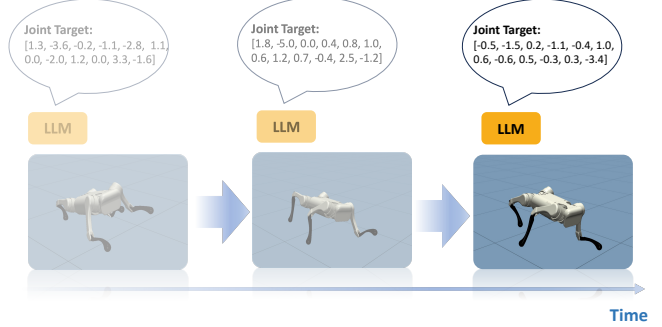 Joint Target:
[1.3, -3.6, -0.2, -1.1, -2.8, 1.1,
0.0, -2.0, 1.2, 0.0, 3.3, -1.6]
Joint Target:
[1.8, -5.0, 0.0, 0.4, 0.8, 1.0,
0.6, 1.2, 0.7, -0.4, 2.5, -1.2]
Joint Target:
[-0.5, -1.5, 0.2, -1.1, -0.4, 1.0,
0.6, -0.6, 0.5, -0.3, 0.3, -3.4]
LLM
LLM
LLM
Time